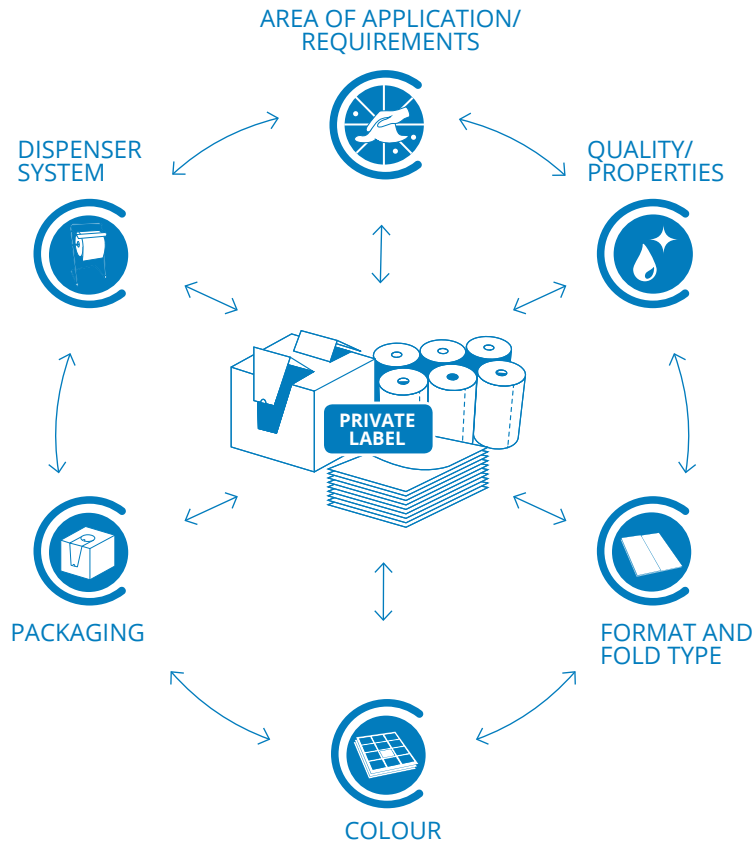 AREA OF APPLICATION/
REQUIREMENTS
DISPENSER
SYSTEM
QUALITY/
PROPERTIES
PRIVATE
LABEL
PACKAGING
FORMAT AND
FOLD TYPE
COLOUR